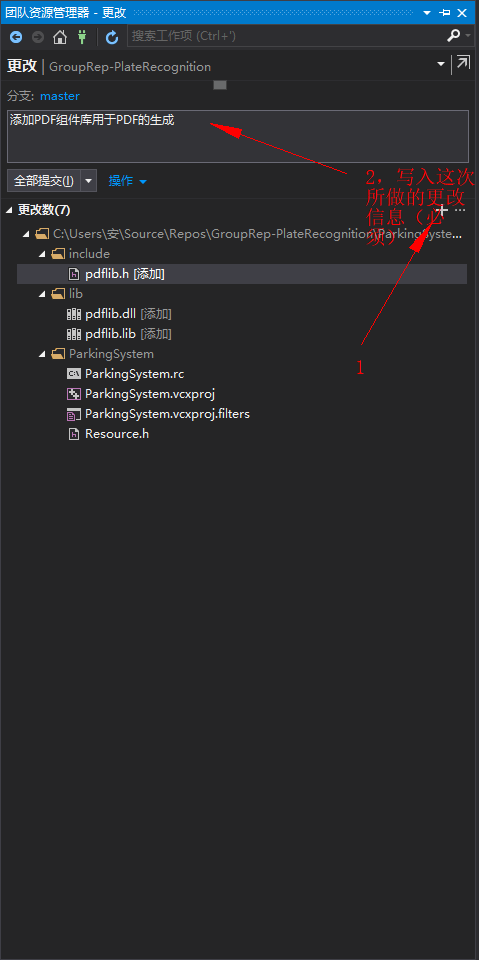 团队资源管理器 - 更改
搜索工作项 (Ctrl+')
更改 | GroupRep-PlateRecognition
分支: master
添加PDF组件库用于PDF的生成
全部提交(I) 操作
2，写入这次
所做的更改
信息（必
须）
更改数(7)
C:\Users\安\Source\Repos\GroupRep-PlateRecognition\ParkingSyste...
include
pdflib.h [添加]
lib
pdflib.dll [添加]
pdflib.lib [添加]
ParkingSystem
1
ParkingSystem.rc
ParkingSystem.vcxproj
ParkingSystem.vcxproj.filters
Resource.h